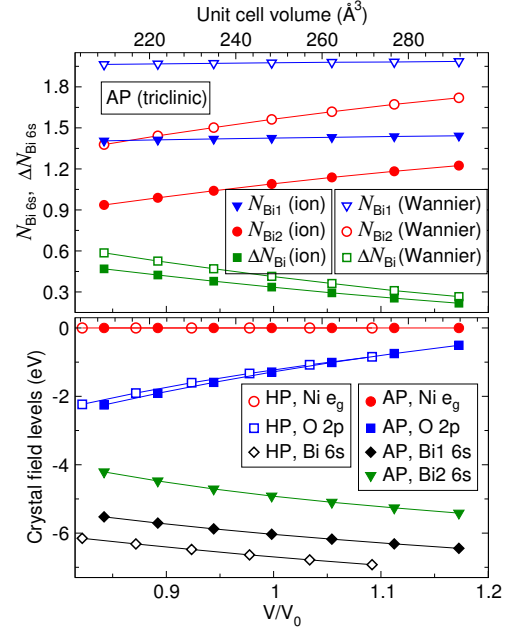 Unit cell volume (Å³)
220 240 260 280
N_Bi 6s, ΔN_Bi 6s
1.8
1.5
1.2
0.9
0.6
0.3
AP (triclinic)
N_Bi1 (ion)
N_Bi2 (ion)
ΔN_Bi (ion)
N_Bi1 (Wannier)
N_Bi2 (Wannier)
ΔN_Bi (Wannier)
Crystal field levels (eV)
0
-2
-4
-6
HP, Ni e_g
HP, O 2p
HP, Bi 6s
AP, Ni e_g
AP, O 2p
AP, Bi1 6s
AP, Bi2 6s
0.9 1 1.1 1.2
V/V₀